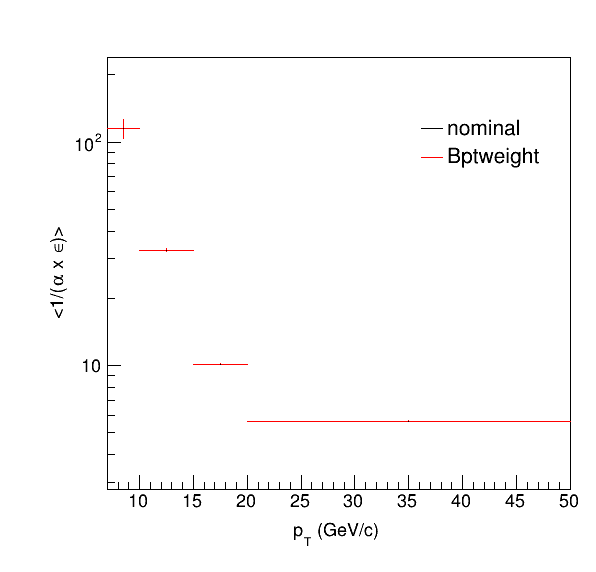 nominal
Bptweight
10²
10
<1/(α x ε)>
10 15 20 25 30 35 40 45 50
p_T (GeV/c)